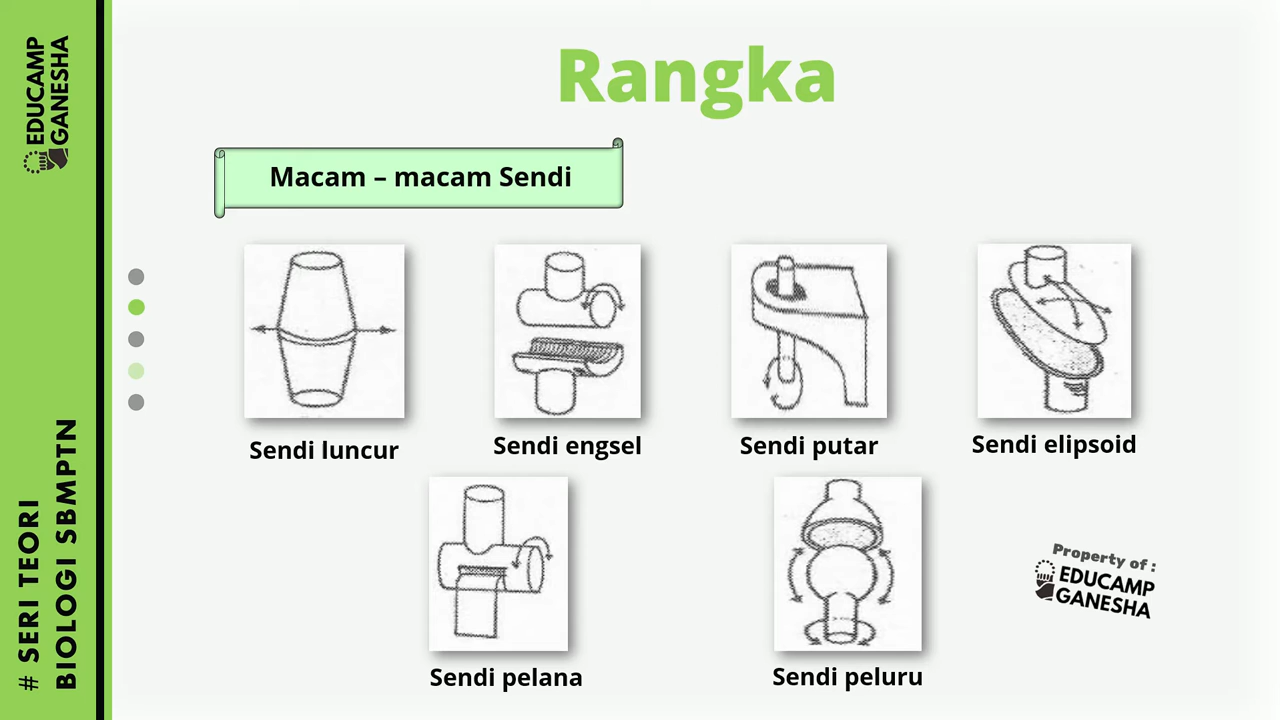 EDUCAMP
GANESHA
# SERI TEORI
BIOLOGI SBMPTN
Rangka
Macam – macam Sendi
Sendi luncur
Sendi engsel
Sendi putar
Sendi elipsoid
Sendi pelana
Sendi peluru
Property of :
EDUCAMP
GANESHA